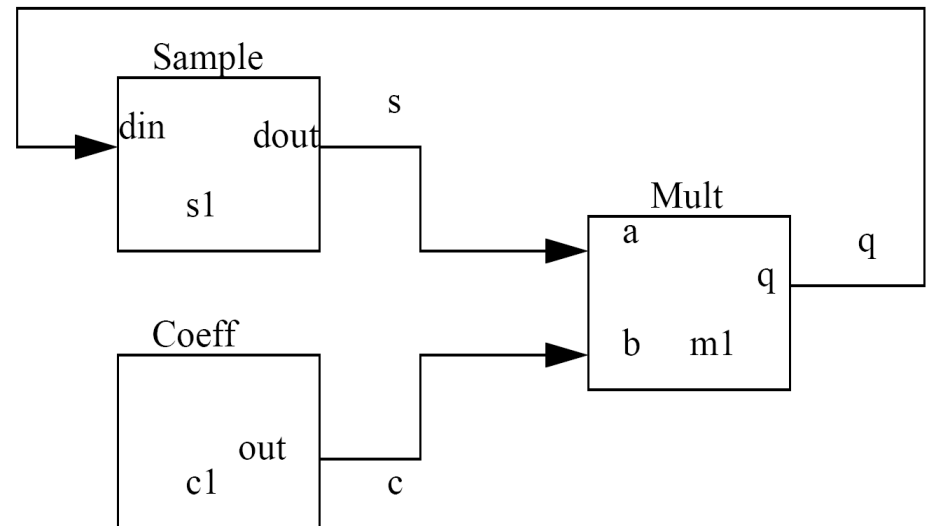 Sample
s
din
dout
s1
Mult
a
q
q
b m1
Coeff
out
c1
c